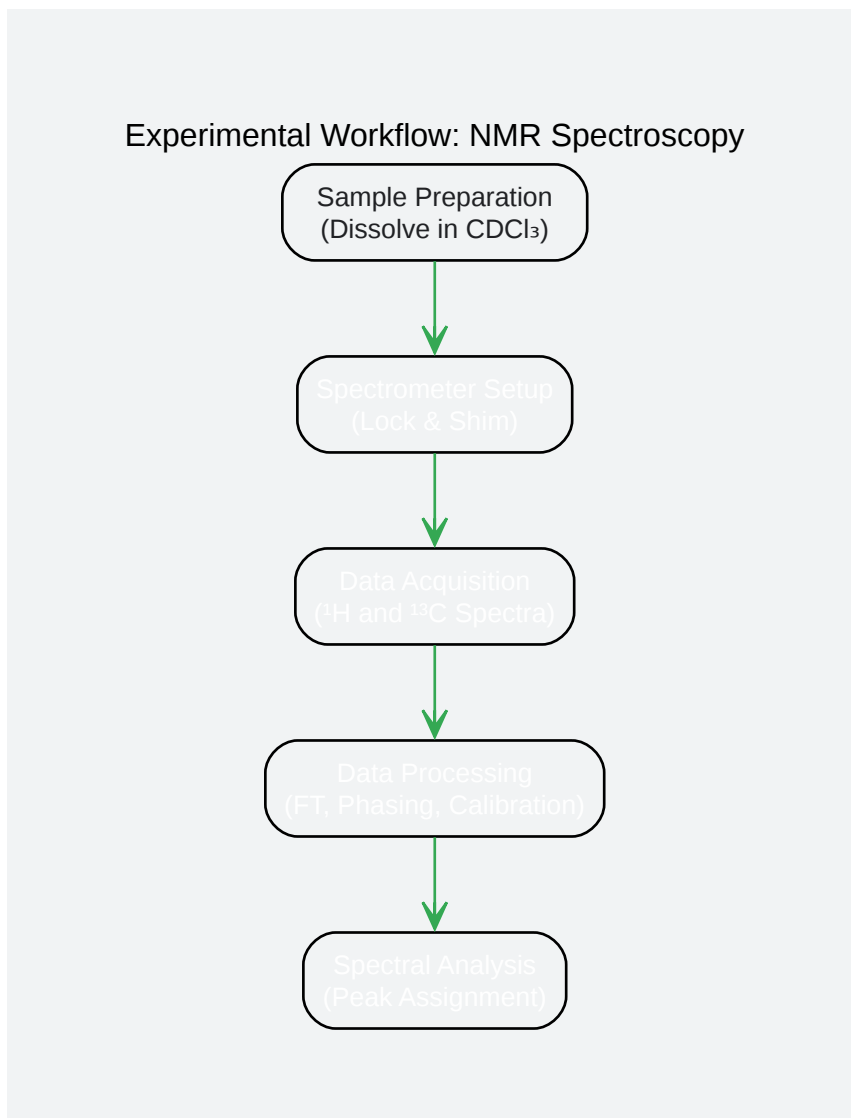 Experimental Workflow: NMR Spectroscopy
Sample Preparation
(Dissolve in CDCl₃)
Spectrometer Setup
(Lock & Shim)
Data Acquisition
(¹H and ¹³C Spectra)
Data Processing
(FT, Phasing, Calibration)
Spectral Analysis
(Peak Assignment)